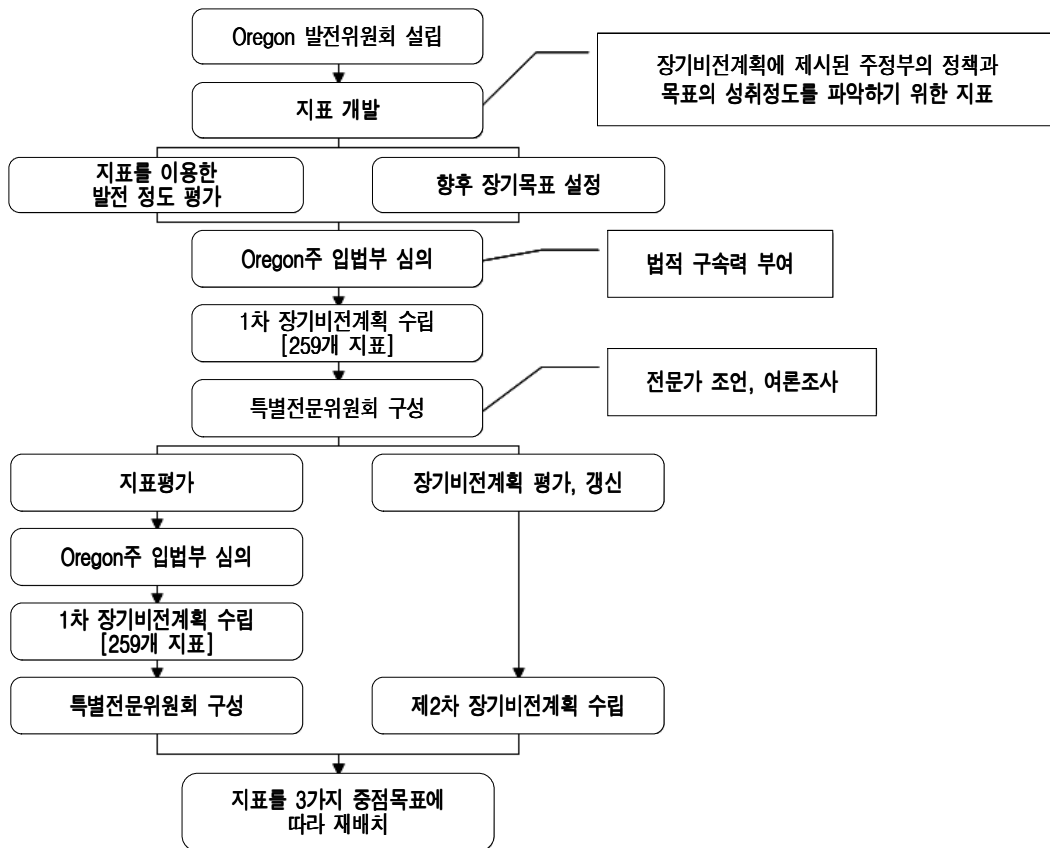 Oregon 발전위원회 설립
장기비전계획에 제시된 주정부의 정책과
목표의 성취정도를 파악하기 위한 지표
지표 개발
지표를 이용한
발전 정도 평가
향후 장기목표 설정
Oregon주 입법부 심의
법적 구속력 부여
1차 장기비전계획 수립
[259개 지표]
특별전문위원회 구성
전문가 조언, 여론조사
지표평가
장기비전계획 평가, 갱신
Oregon주 입법부 심의
1차 장기비전계획 수립
[259개 지표]
특별전문위원회 구성
제2차 장기비전계획 수립
지표를 3가지 중점목표에
따라 재배치